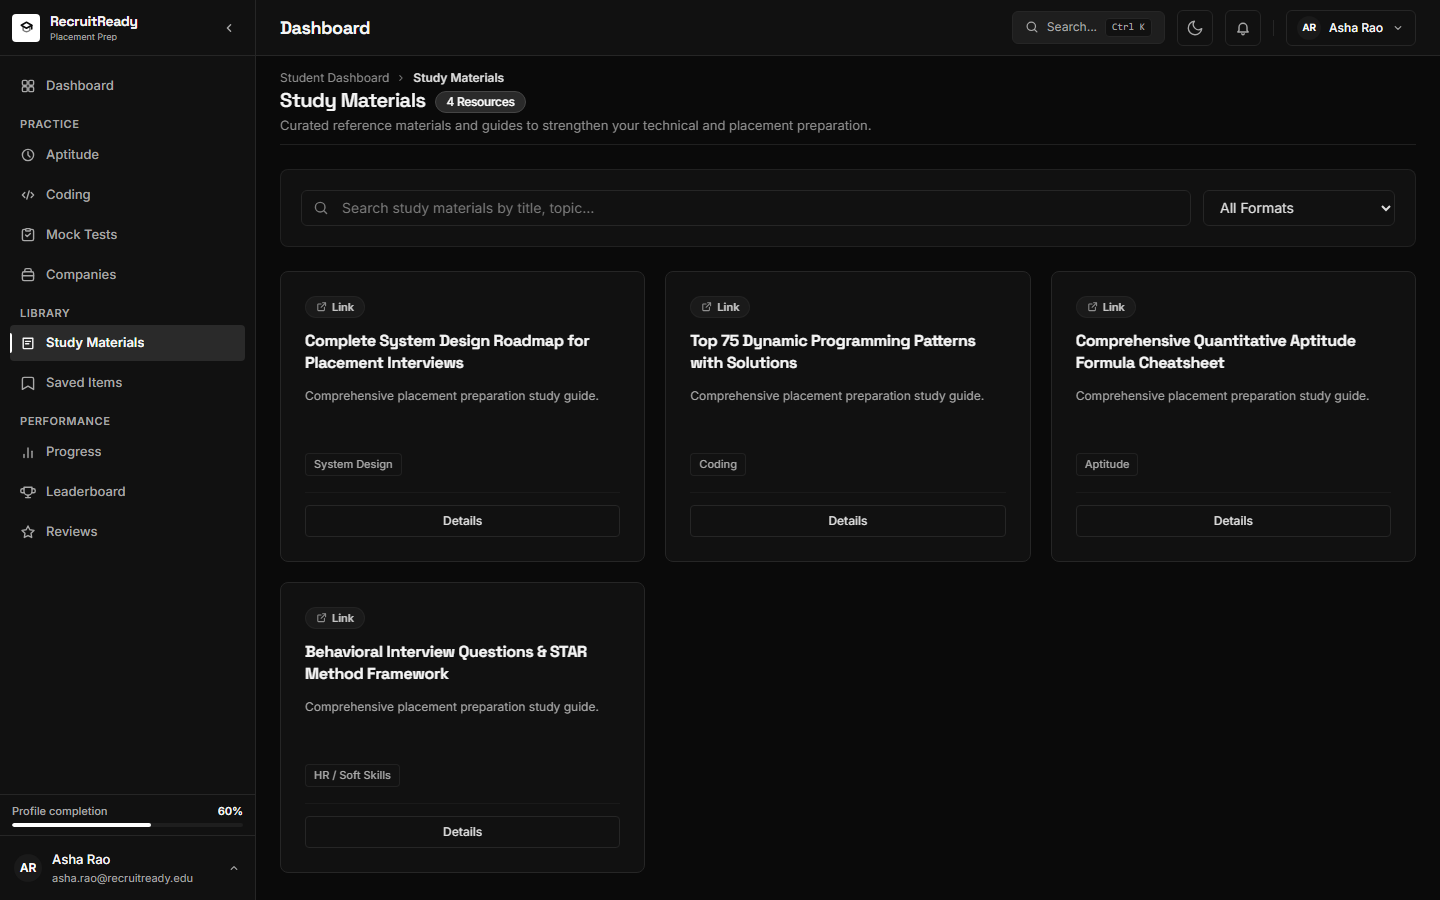 RecruitReady
Placement Prep
Dashboard
PRACTICE
Aptitude
Coding
Mock Tests
Companies
LIBRARY
Study Materials
Saved Items
PERFORMANCE
Progress
Leaderboard
Reviews
Profile completion 60%
AR
Asha Rao
asha.rao@recruitready.edu
Dashboard
Search... Ctrl K
AR Asha Rao
Student Dashboard › Study Materials
Study Materials 4 Resources
Curated reference materials and guides to strengthen your technical and placement preparation.
Search study materials by title, topic...
All Formats
Link
Complete System Design Roadmap for
Placement Interviews
Comprehensive placement preparation study guide.
System Design
Details
Link
Top 75 Dynamic Programming Patterns
with Solutions
Comprehensive placement preparation study guide.
Coding
Details
Link
Comprehensive Quantitative Aptitude
Formula Cheatsheet
Comprehensive placement preparation study guide.
Aptitude
Details
Link
Behavioral Interview Questions & STAR
Method Framework
Comprehensive placement preparation study guide.
HR / Soft Skills
Details